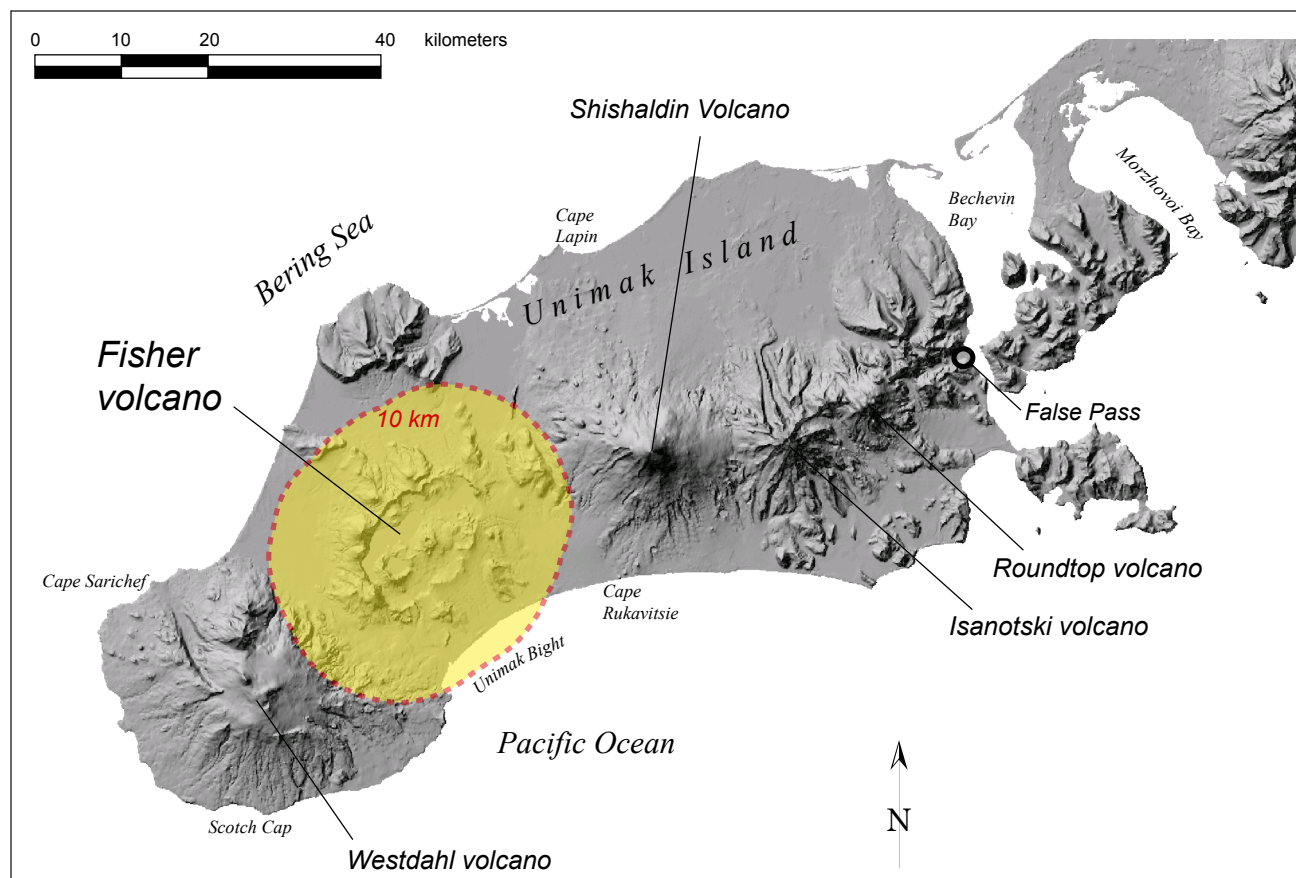 0 10 20 40 kilometers
Shishaldin Volcano
Morzhovoi Bay
Bechevin
Bay
Cape
Lapin
Bering Sea
Unimak Island
Fisher
volcano
10 km
False Pass
Roundtop volcano
Cape Sarichef
Cape
Rukavitsie
Isanotski volcano
Unimak Bight
Pacific Ocean
N
Scotch Cap
Westdahl volcano